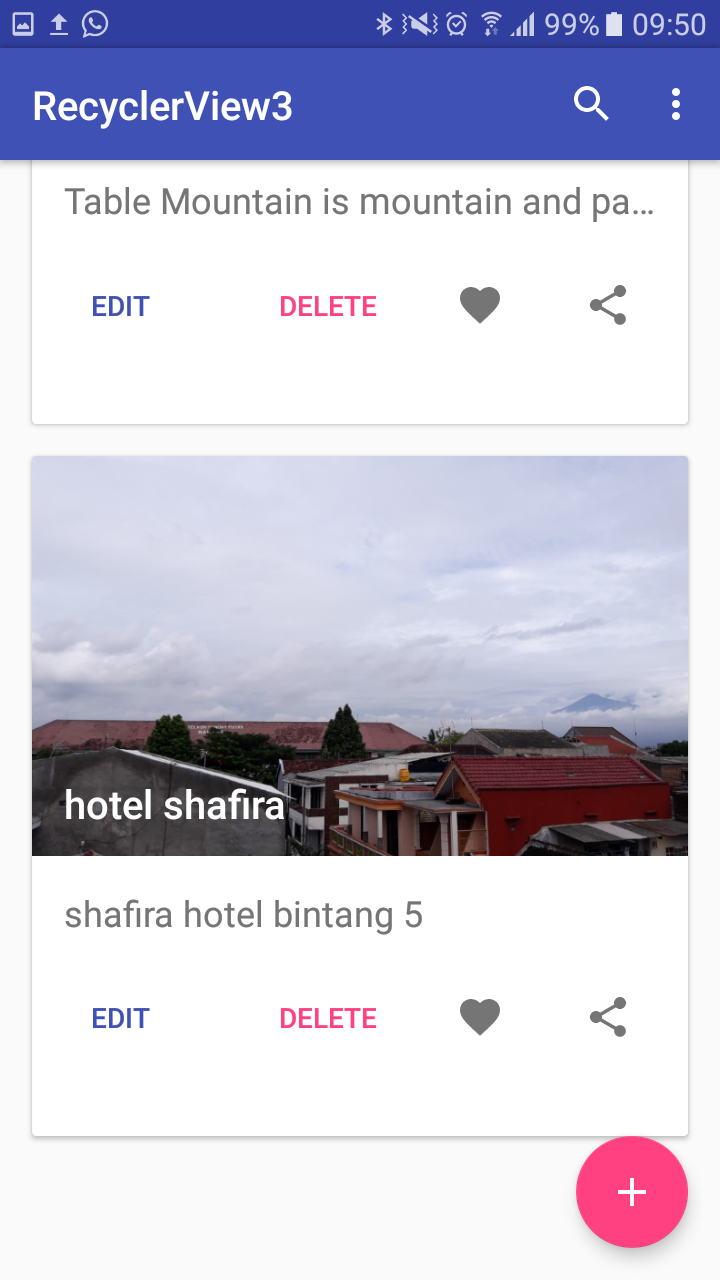 99% 09:50
RecyclerView3
Table Mountain is mountain and pa…
EDIT DELETE
hotel shafira
shafira hotel bintang 5
EDIT DELETE